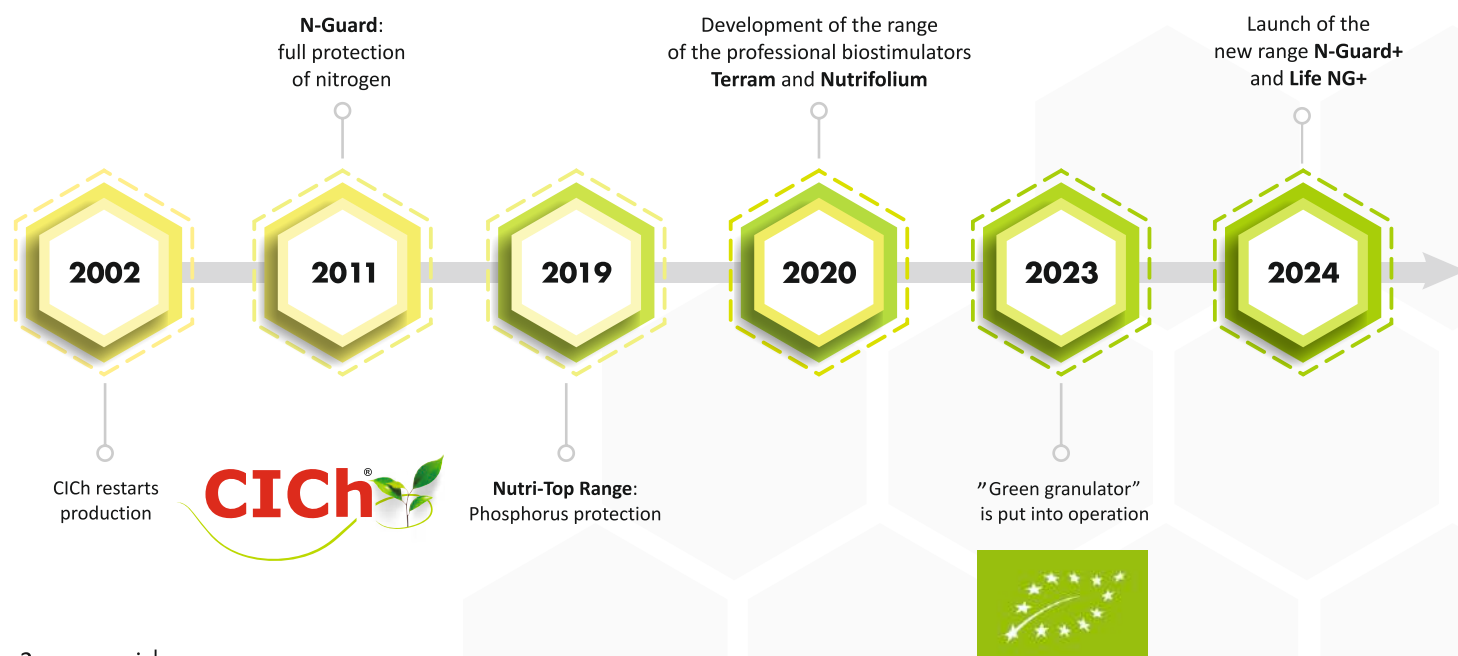 N-Guard:
full protection
of nitrogen
Development of the range
of the professional biostimulators
Terram and Nutrifolium
Launch of the
new range N-Guard+
and Life NG+
2002
2011
2019
2020
2023
2024
CICh restarts
production
CICh®
Nutri-Top Range:
Phosphorus protection
”Green granulator”
is put into operation